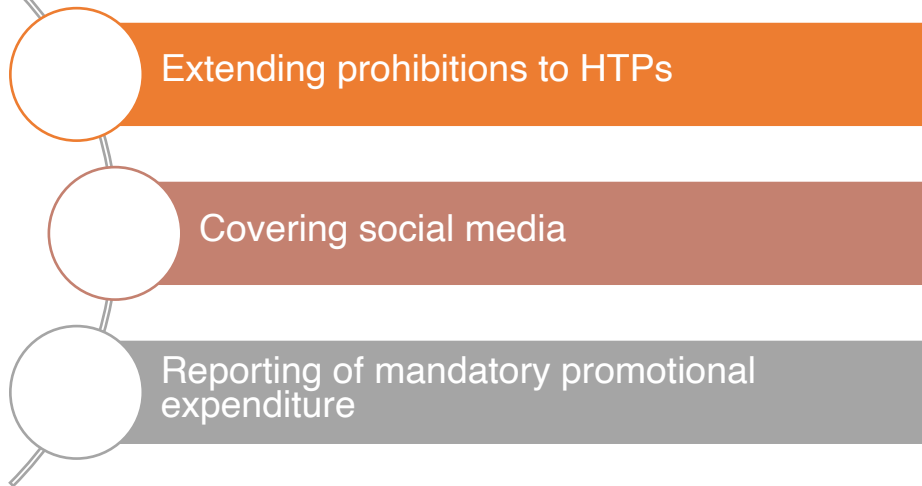 Extending prohibitions to HTPs
Covering social media
Reporting of mandatory promotional
expenditure